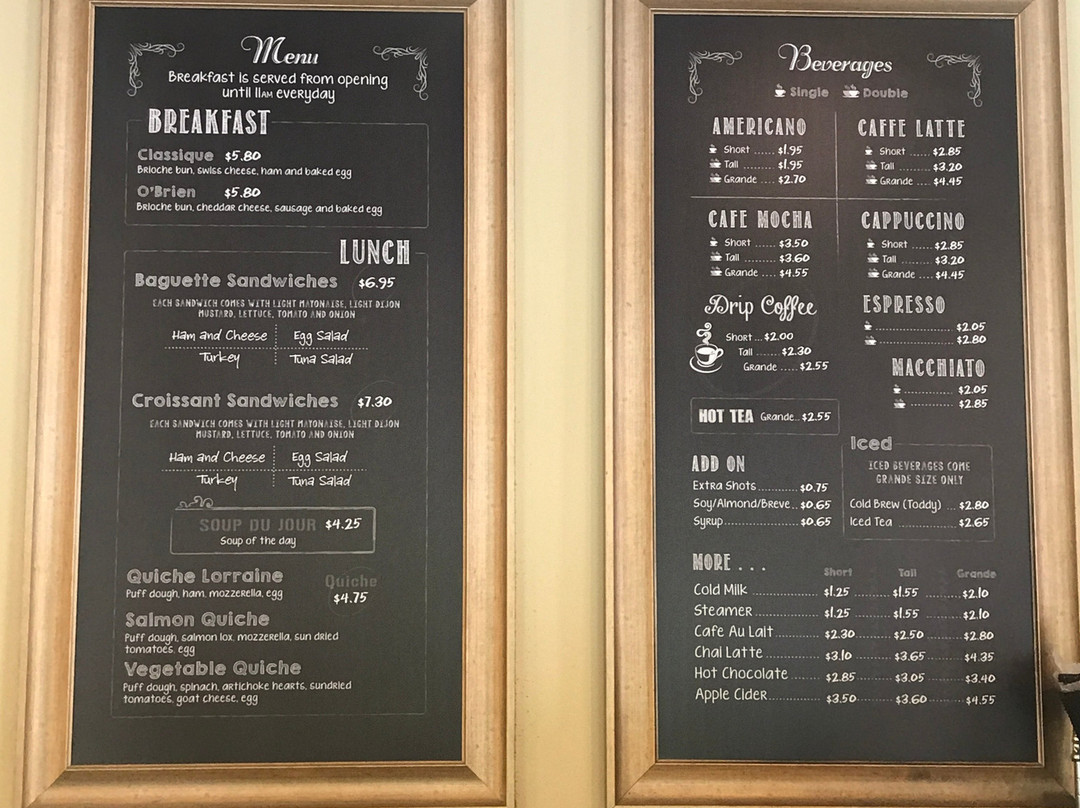 Menu
Breakfast is served from opening
until 11AM everyday
BREAKFAST
Classique $5.80
Brioche bun, swiss cheese, ham and baked egg
O'Brien $5.80
Brioche bun, cheddar cheese, sausage and baked egg
LUNCH
Baguette Sandwiches $6.95
EACH SANDWICH COMES WITH LIGHT MAYONAISE, LIGHT DIJON
MUSTARD, LETTUCE, TOMATO AND ONION
Ham and Cheese Egg Salad
Turkey Tuna Salad
Croissant Sandwiches $7.30
EACH SANDWICH COMES WITH LIGHT MAYONAISE, LIGHT DIJON
MUSTARD, LETTUCE, TOMATO AND ONION
Ham and Cheese Egg Salad
Turkey Tuna Salad
SOUP DU JOUR $4.25
Soup of the day
Quiche
$4.75
Quiche Lorraine
Puff dough, ham, mozzerella, egg
Salmon Quiche
Puff dough, salmon lox, mozzerella, sun dried
tomatoes, egg
Vegetable Quiche
Puff dough, spinach, artichoke hearts, sundried
tomatoes, goat cheese, egg
Beverages
Single Double
AMERICANO
Short ...... $1.95
Tall ........ $1.95
Grande .... $2.70
CAFFE LATTE
Short ...... $2.85
Tall ........ $3.20
Grande .... $4.45
CAFE MOCHA
Short ...... $3.50
Tall ........ $3.60
Grande .... $4.55
CAPPUCCINO
Short ...... $2.85
Tall ........ $3.20
Grande .... $4.45
Drip Coffee
Short ... $2.00
Tall ...... $2.30
Grande ..... $2.55
ESPRESSO
................... $2.05
................... $2.80
MACCHIATO
............. $2.05
............. $2.85
HOT TEA Grande.. $2.55
ADD ON
Extra Shots .......... $0.75
Soy/Almond/Breve .. $0.65
Syrup.................. $0.65
Iced
ICED BEVERAGES COME
GRANDE SIZE ONLY
Cold Brew (Toddy) ... $2.80
Iced Tea .............. $2.65
MORE . . .
Short Tall Grande
Cold Milk ................ $1.25 ......... $1.55 ......... $2.10
Steamer ................ $1.25 ......... $1.55 ......... $2.10
Cafe Au Lait ............ $2.30 ......... $2.50 ......... $2.80
Chai Latte .............. $3.10 ......... $3.65 ......... $4.35
Hot Chocolate ......... $2.85 ......... $3.05 ......... $3.40
Apple Cider............. $3.50 ......... $3.60 ......... $4.55